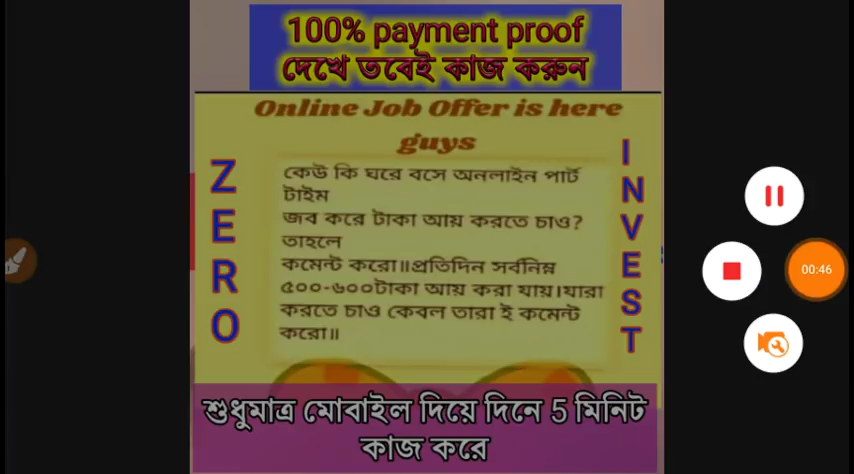 100% payment proof
দেখে তবেই কাজ করুন
Online Job Offer is here
guys
ZERO
কেউ কি ঘরে বসে অনলাইন পার্ট
টাইম
জব করে টাকা আয় করতে চাও?
তাহলে
কমেন্ট করো॥প্রতিদিন সর্বনিম্ন
৫০০-৬০০টাকা আয় করা যায়।যারা
করতে চাও কেবল তারা ই কমেন্ট
করো॥
INVEST
শুধুমাত্র মোবাইল দিয়ে দিনে 5 মিনিট
কাজ করে
00:46